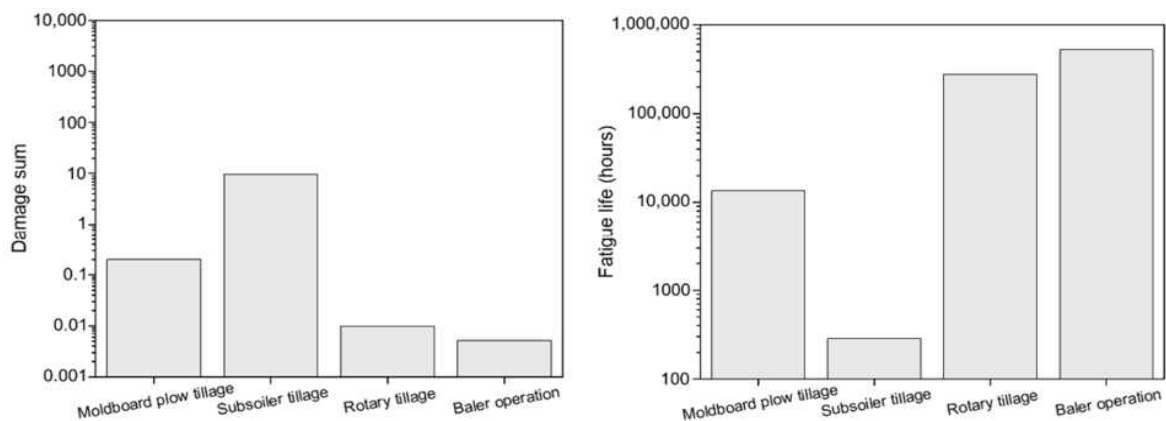 10,000
1000
100
10
1
0.1
0.01
0.001
Damage sum
Moldboard plow tillage
Subsoiler tillage
Rotary tillage
Baler operation
1,000,000
100,000
10,000
1000
100
Fatigue life (hours)
Moldboard plow tillage
Subsoiler tillage
Rotary tillage
Baler operation